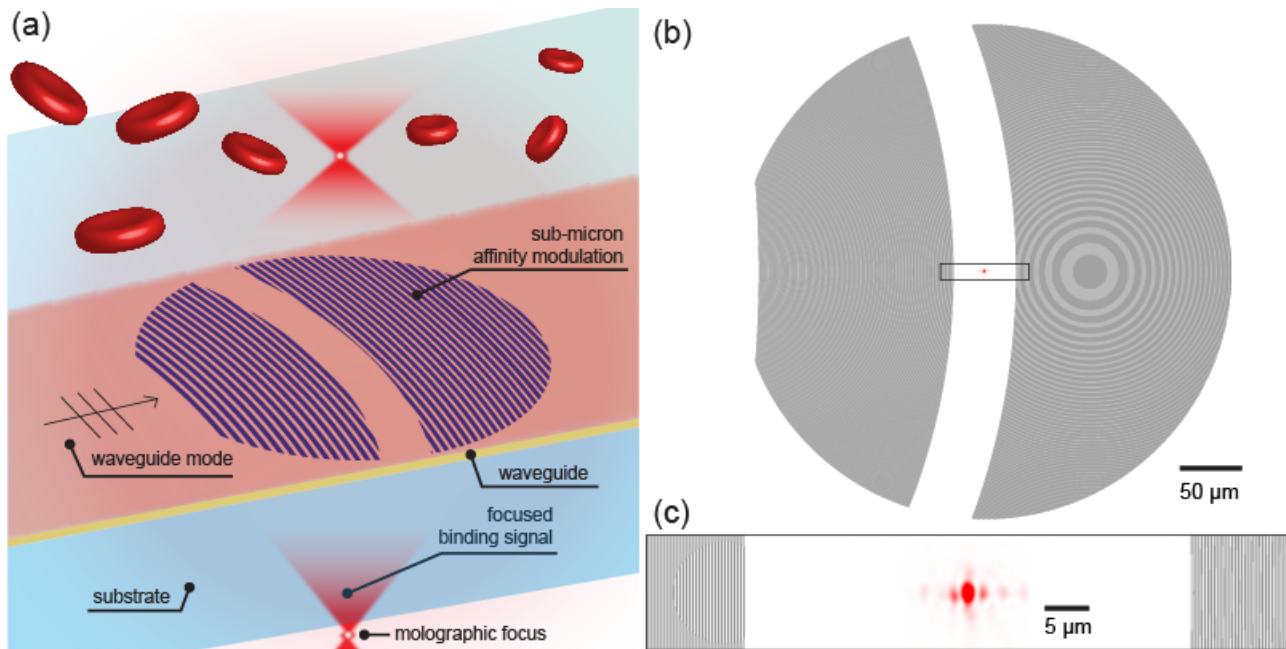 (a)
sub-micron
affinity modulation
waveguide mode
waveguide
focused
binding signal
substrate
molographic focus
(b)
50 µm
(c)
5 µm